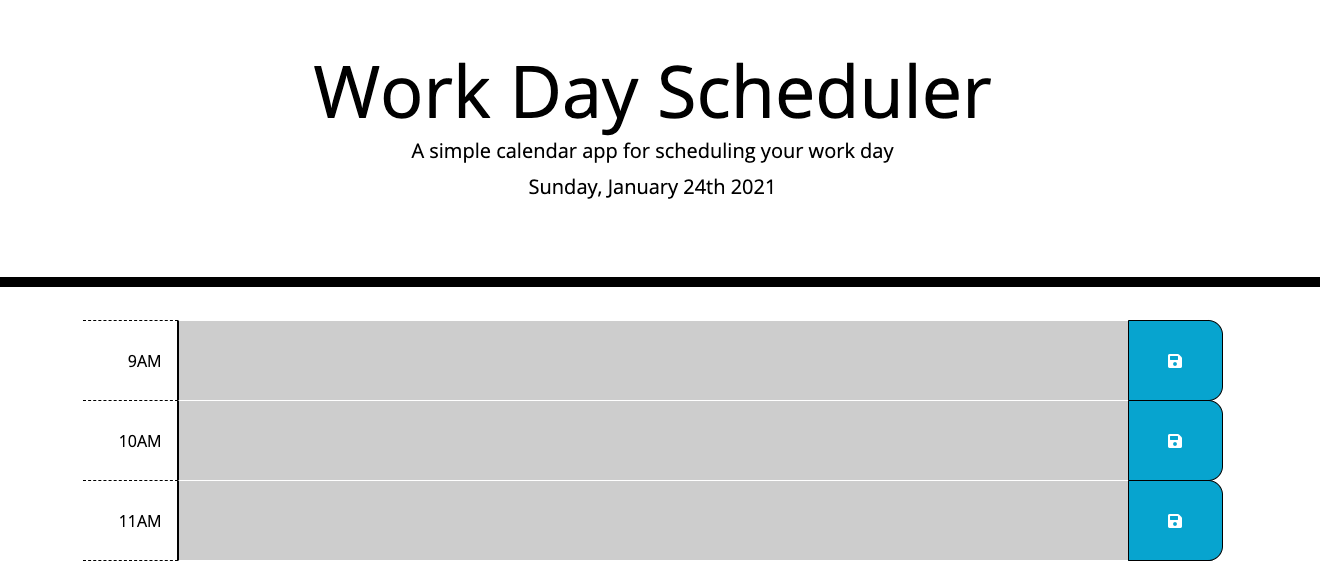 Work Day Scheduler
A simple calendar app for scheduling your work day
Sunday, January 24th 2021
9AM
10AM
11AM